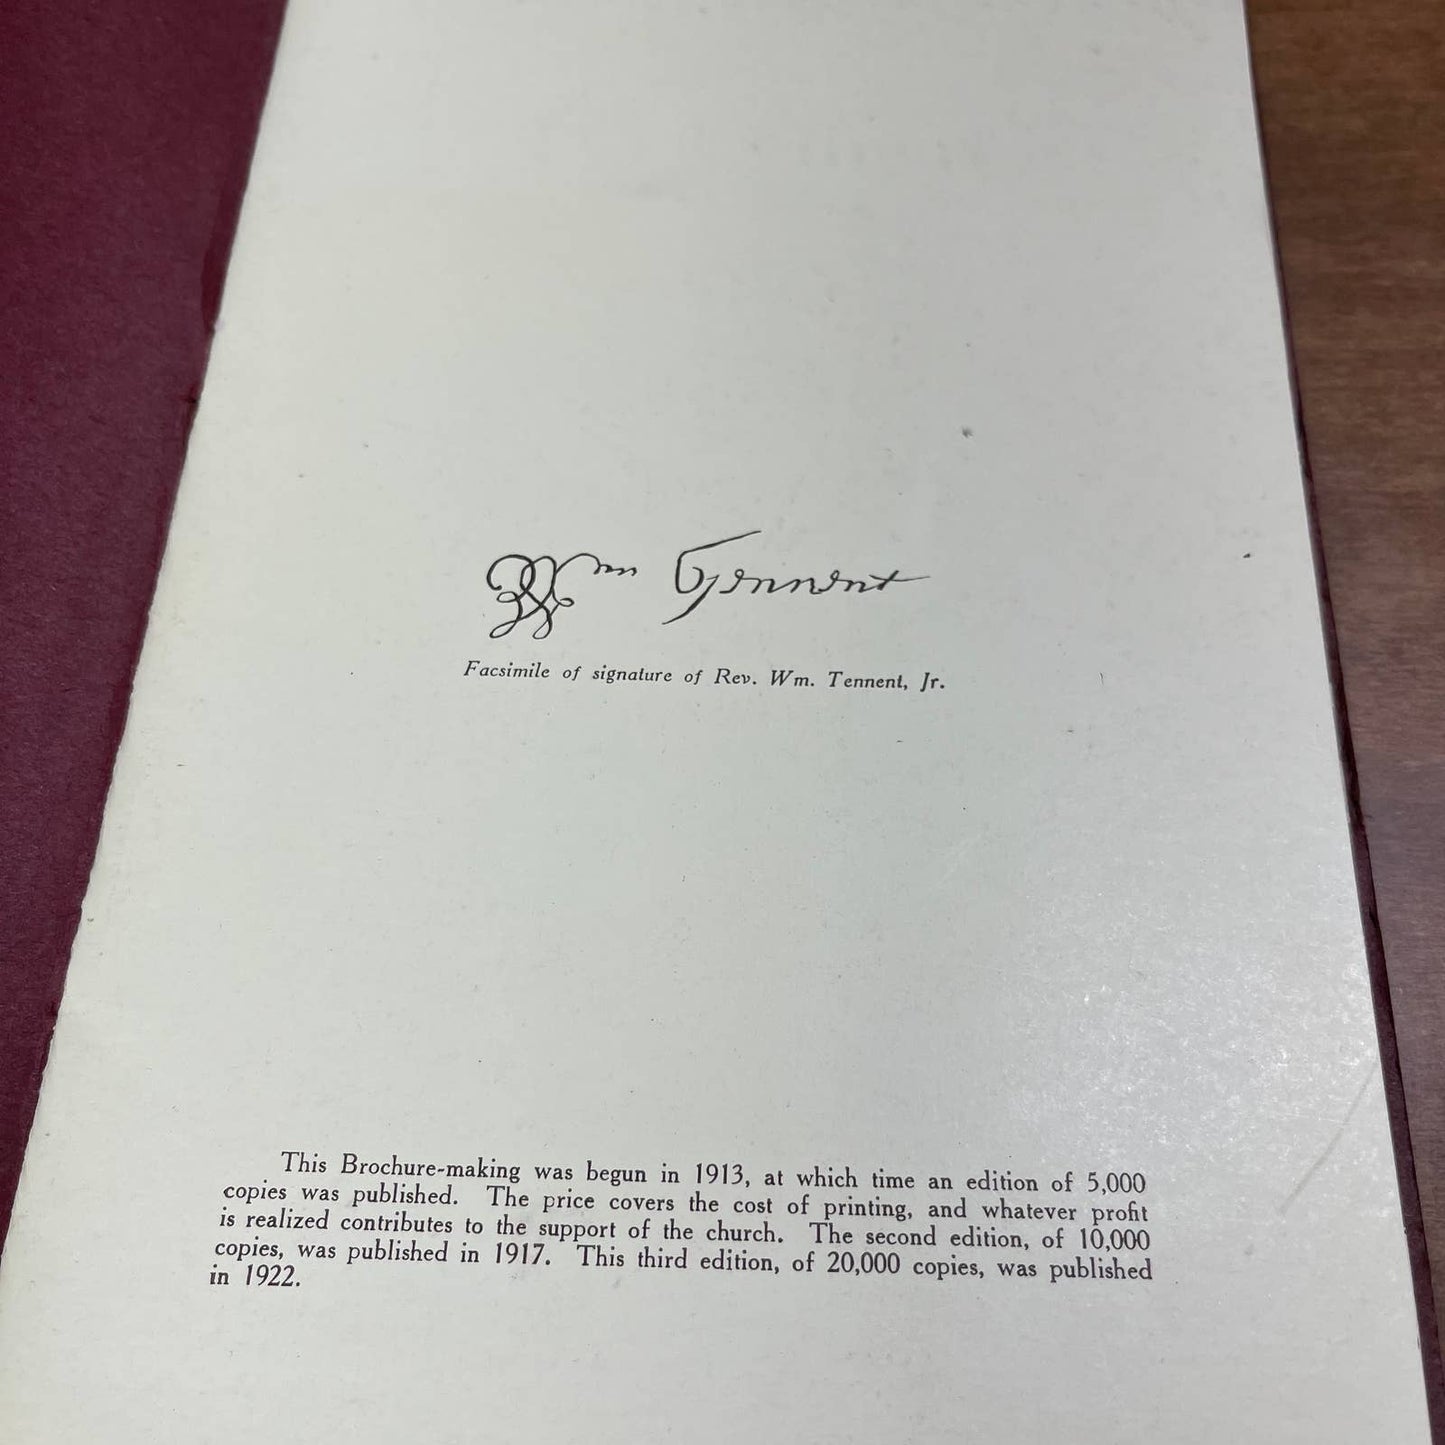 Wm Tennent
Facsimile of signature of Rev. Wm. Tennent, Jr.
This Brochure-making was begun in 1913, at which time an edition of 5,000
copies was published. The price covers the cost of printing, and whatever profit
is realized contributes to the support of the church. The second edition, of 10,000
copies, was published in 1917. This third edition, of 20,000 copies, was published
in 1922.